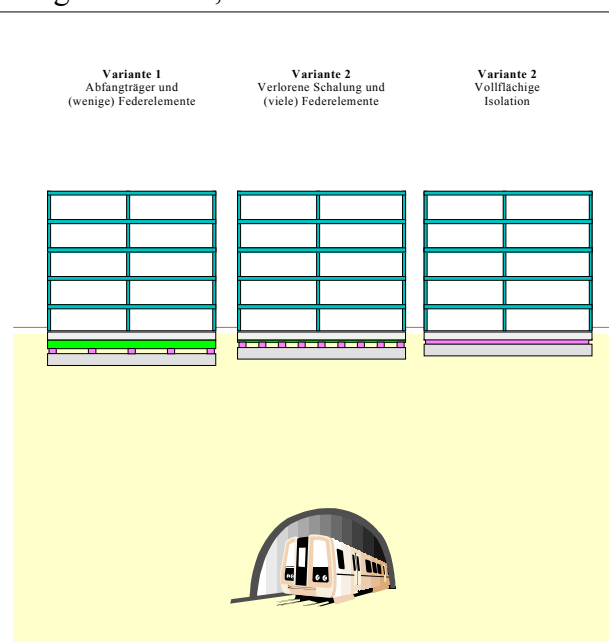 Variante 1
Abfangträger und
(wenige) Federelemente
Variante 2
Verlorene Schalung und
(viele) Federelemente
Variante 2
Vollflächige
Isolation